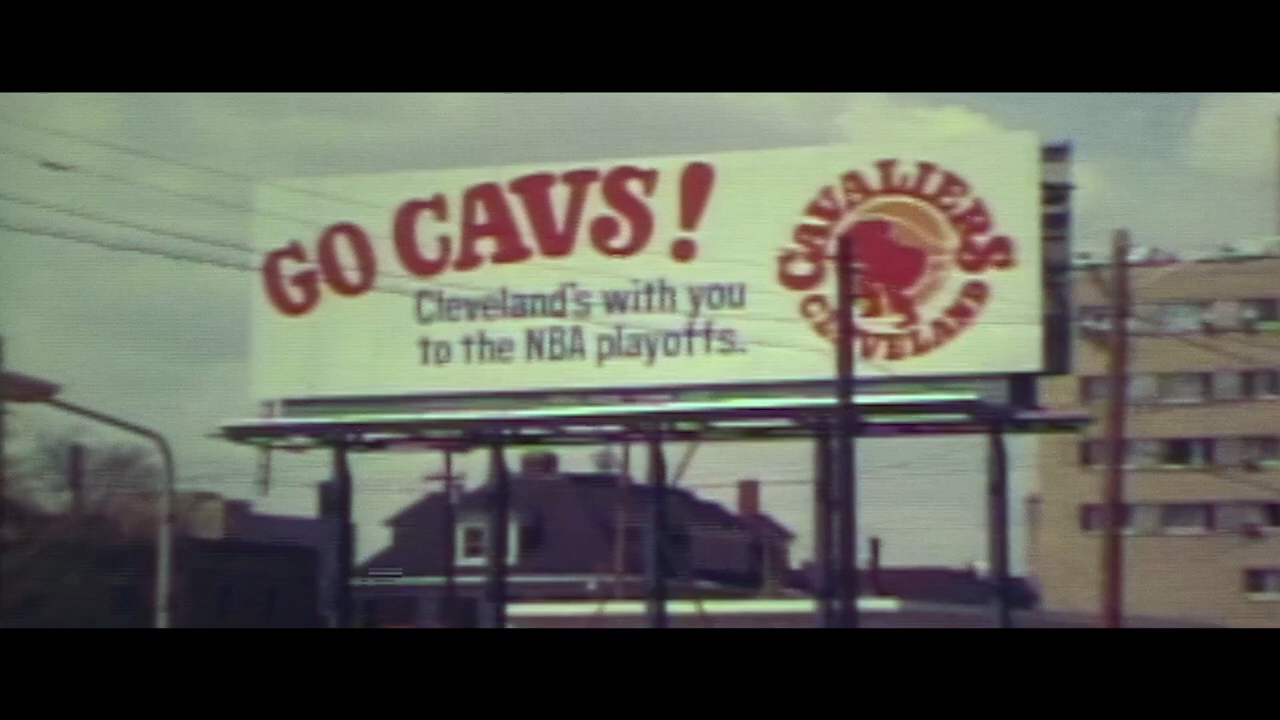 GO CAVS!
Cleveland's with you
to the NBA playoffs.
CAVALIERS
CLEVELAND